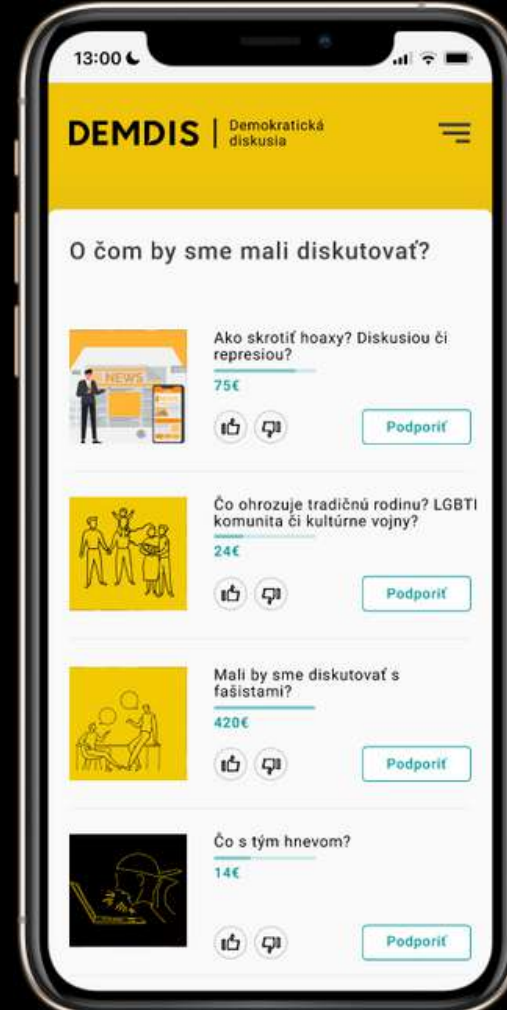 13:00
DEMDIS | Demokratická
diskusia
O čom by sme mali diskutovať?
NEWS
Ako skrotiť hoaxy? Diskusiou či
represiou?
75€
Podporiť
Čo ohrozuje tradičnú rodinu? LGBTI
komunita či kultúrne vojny?
24€
Podporiť
Mali by sme diskutovať s
fašistami?
420€
Podporiť
Čo s tým hnevom?
14€
Podporiť